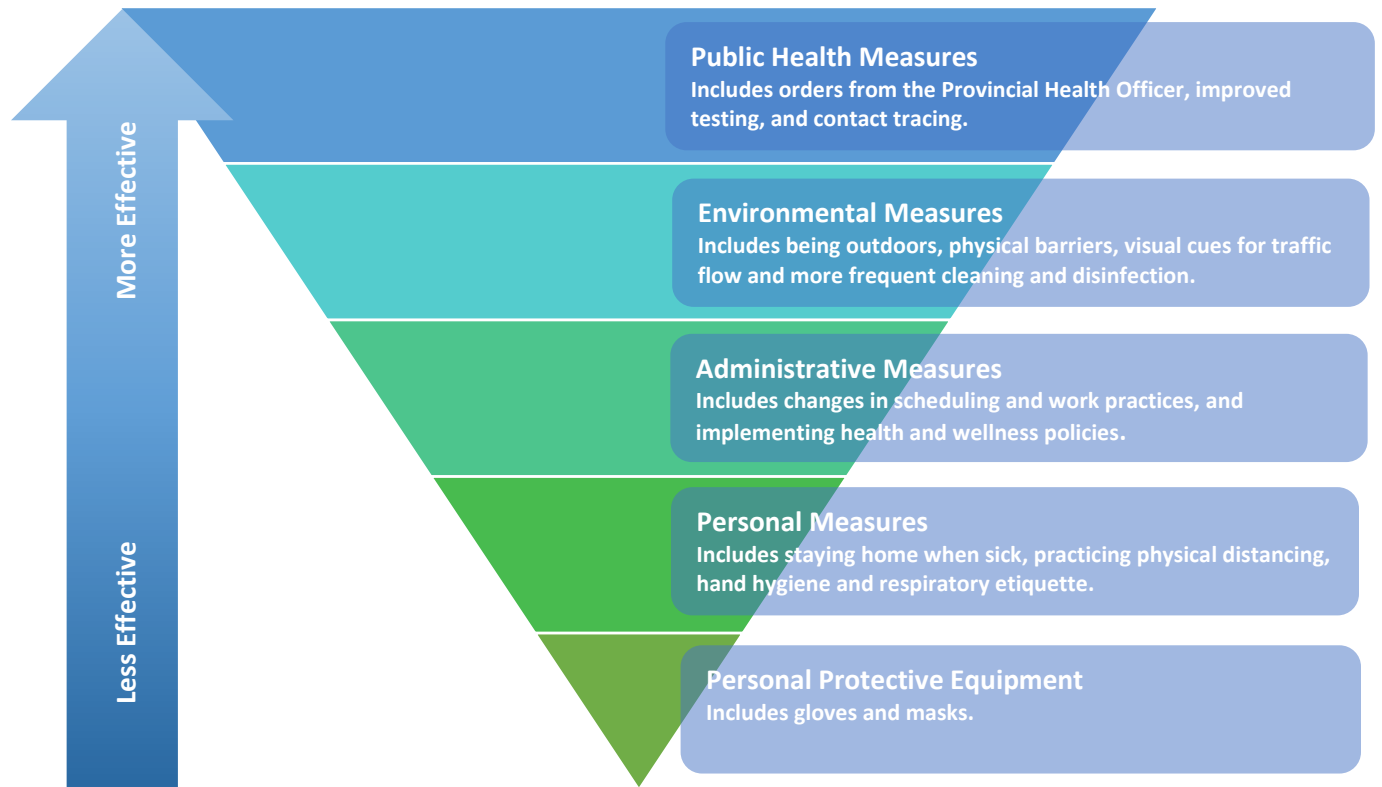 More Effective
Less Effective
Public Health Measures
Includes orders from the Provincial Health Officer, improved
testing, and contact tracing.
Environmental Measures
Includes being outdoors, physical barriers, visual cues for traffic
flow and more frequent cleaning and disinfection.
Administrative Measures
Includes changes in scheduling and work practices, and
implementing health and wellness policies.
Personal Measures
Includes staying home when sick, practicing physical distancing,
hand hygiene and respiratory etiquette.
Personal Protective Equipment
Includes gloves and masks.